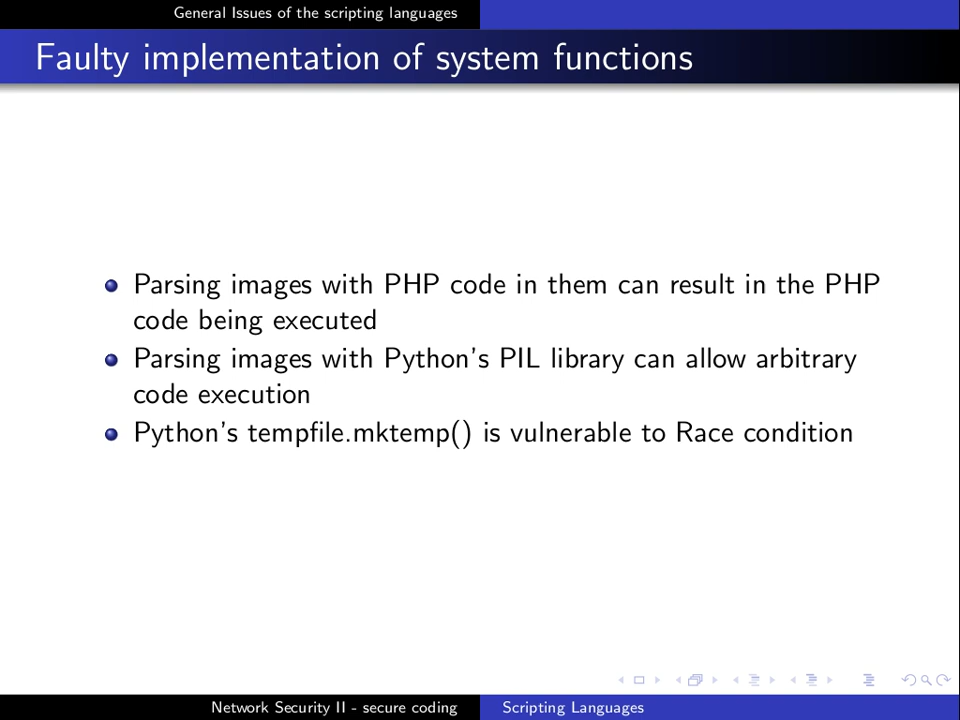 General Issues of the scripting languages
Faulty implementation of system functions
Parsing images with PHP code in them can result in the PHP
code being executed
Parsing images with Python's PIL library can allow arbitrary
code execution
Python's tempfile.mktemp() is vulnerable to Race condition
Network Security II - secure coding
Scripting Languages